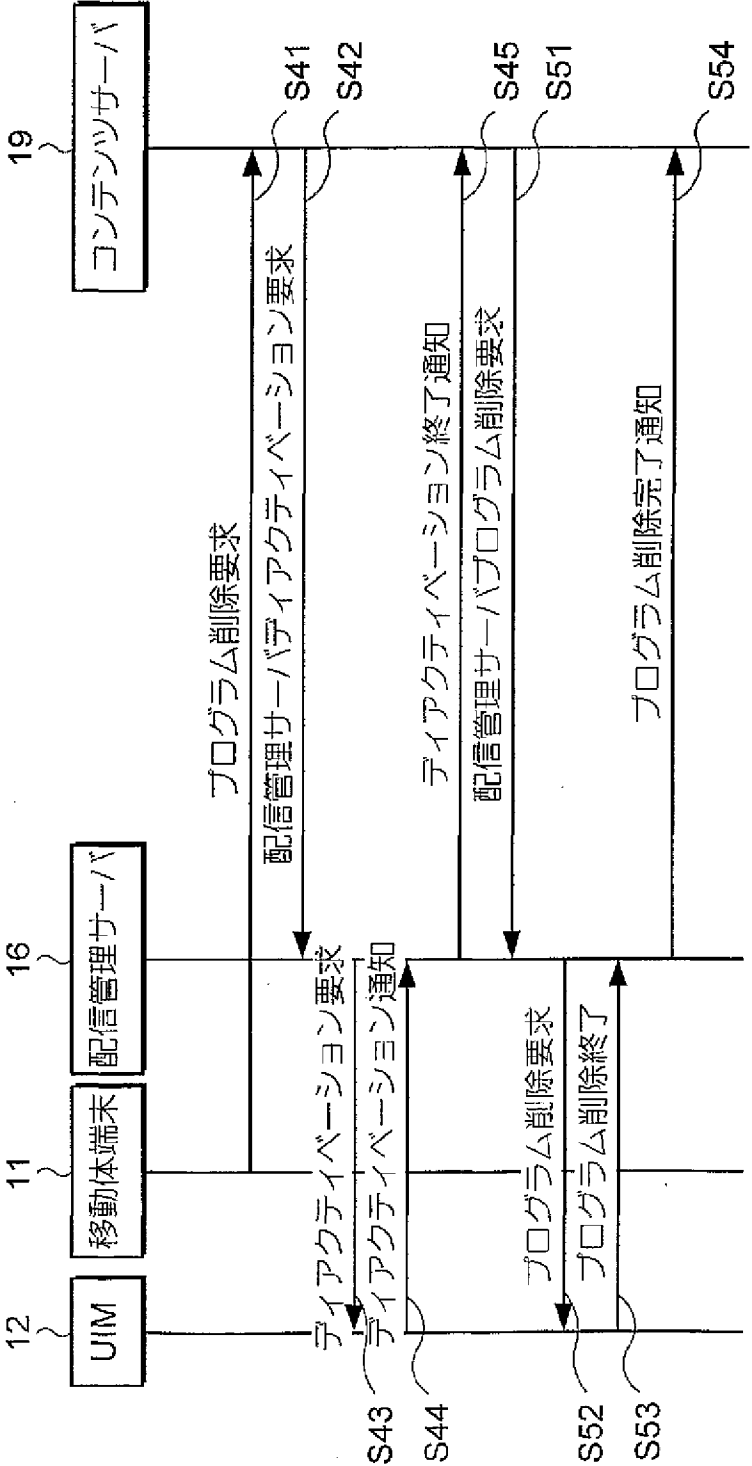 12
UIM
11
移動体端末
16
配信管理サーバ
19
コンテンツサーバ
プログラム削除要求
S41
配信管理サーバディアクティベーション要求
S42
ディアクティベーション要求
S43
ディアクティベーション通知
S44
ディアクティベーション終了通知
S45
配信管理サーバプログラム削除要求
S51
プログラム削除要求
S52
プログラム削除終了
S53
プログラム削除完了通知
S54